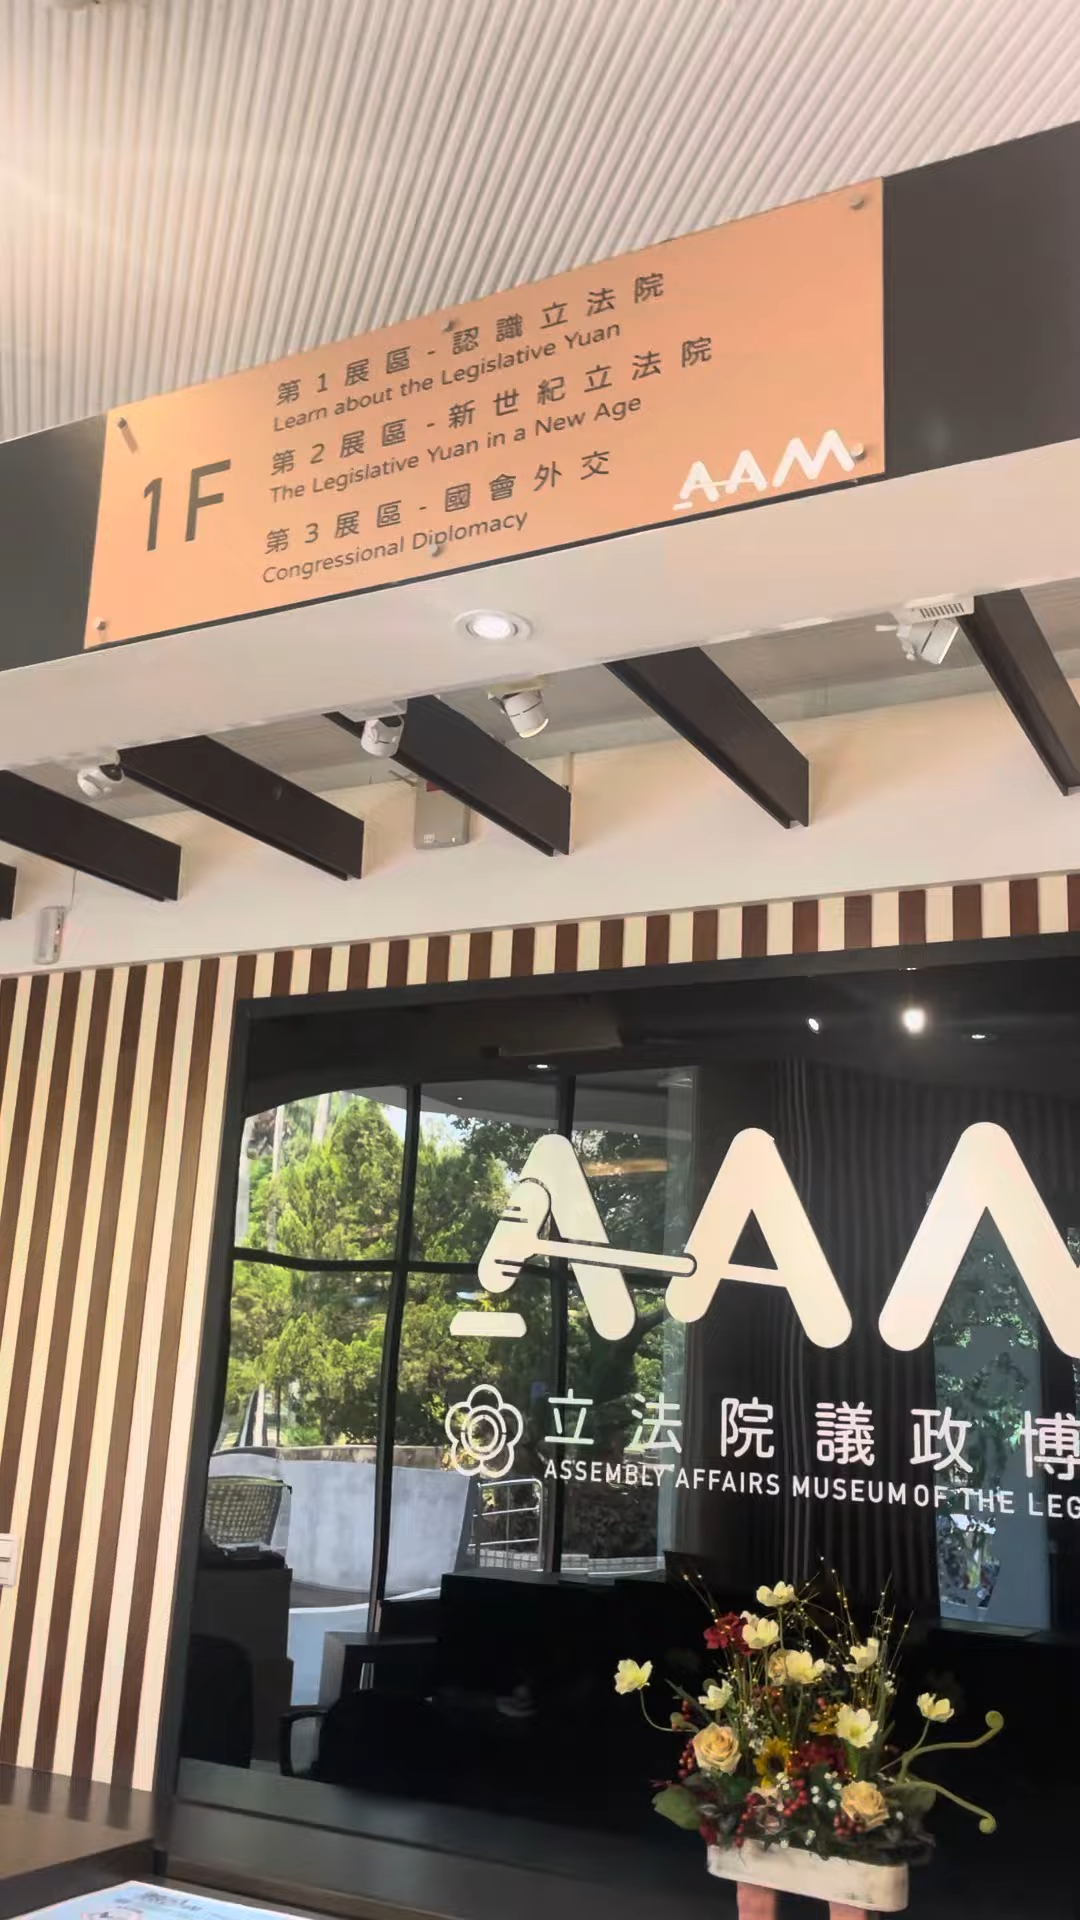 1F
第1展區-認識立法院
Learn about the Legislative Yuan
第2展區-新世紀立法院
The Legislative Yuan in a New Age
第3展區-國會外交
Congressional Diplomacy
AAM
AAM
立法院議政博
ASSEMBLY AFFAIRS MUSEUM OF THE LEG